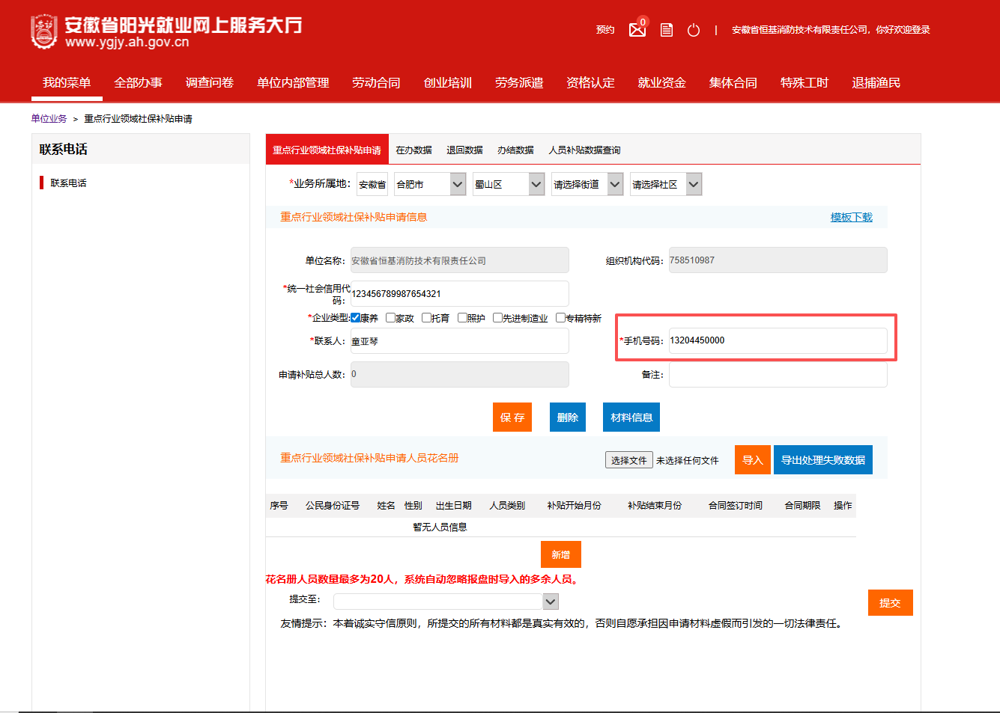 安徽省阳光就业网上服务大厅
www.ygjy.ah.gov.cn
预约 0 | 安徽省恒基消防技术有限责任公司，你好欢迎登录
我的菜单 全部办事 调查问卷 单位内部管理 劳动合同 创业培训 劳务派遣 资格认定 就业资金 集体合同 特殊工时 退捕渔民
单位业务 > 重点行业领域社保补贴申请
联系电话
联系电话
重点行业领域社保补贴申请 在办数据 退回数据 办结数据 人员补贴数据查询
*业务所属地： 安徽省 合肥市 蜀山区 请选择街道 请选择社区
重点行业领域社保补贴申请信息 模板下载
单位名称： 安徽省恒基消防技术有限责任公司 组织机构代码： 758510987
*统一社会信用代码： 123456789987654321
*企业类型: 康养 家政 托育 照护 先进制造业 专精特新
*联系人： 童亚琴 *手机号码： 13204450000
申请补贴总人数： 0 备注：
保 存 删除 材料信息
重点行业领域社保补贴申请人员花名册 选择文件 未选择任何文件 导入 导出处理失败数据
序号 公民身份证号 姓名 性别 出生日期 人员类别 补贴开始月份 补贴结束月份 合同签订时间 合同期限 操作
暂无人员信息
新增
花名册人员数量最多为20人，系统自动忽略报盘时导入的多余人员。
提交至： 提交
友情提示：本着诚实守信原则，所提交的所有材料都是真实有效的，否则自愿承担因申请材料虚假而引发的一切法律责任。